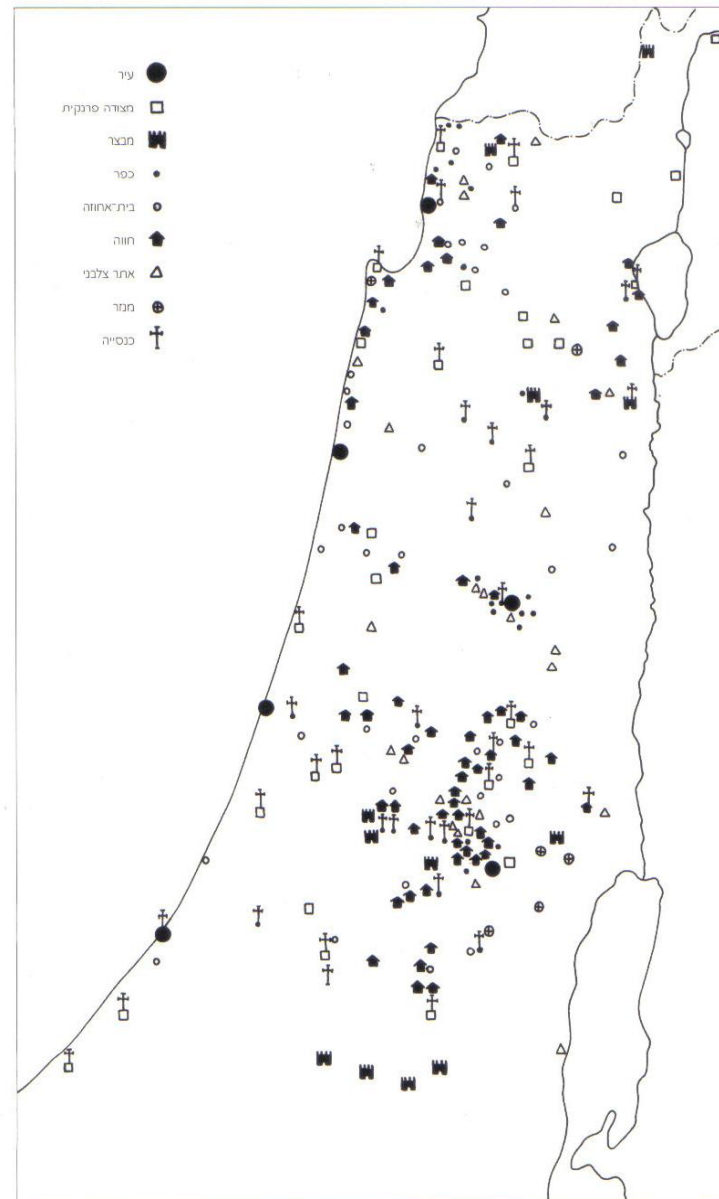 עיר
מצודה פרנקית
מבצר
כפר
בית־אחוזה
חווה
אתר צלבני
מנזר
כנסייה